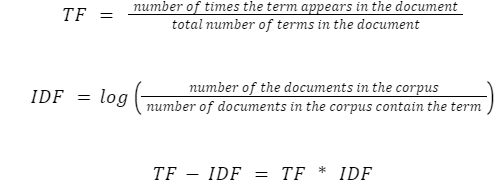 TF = number of times the term appears in the document / total number of terms in the document
IDF = log ( number of the documents in the corpus / number of documents in the corpus contain the term )
TF − IDF = TF * IDF